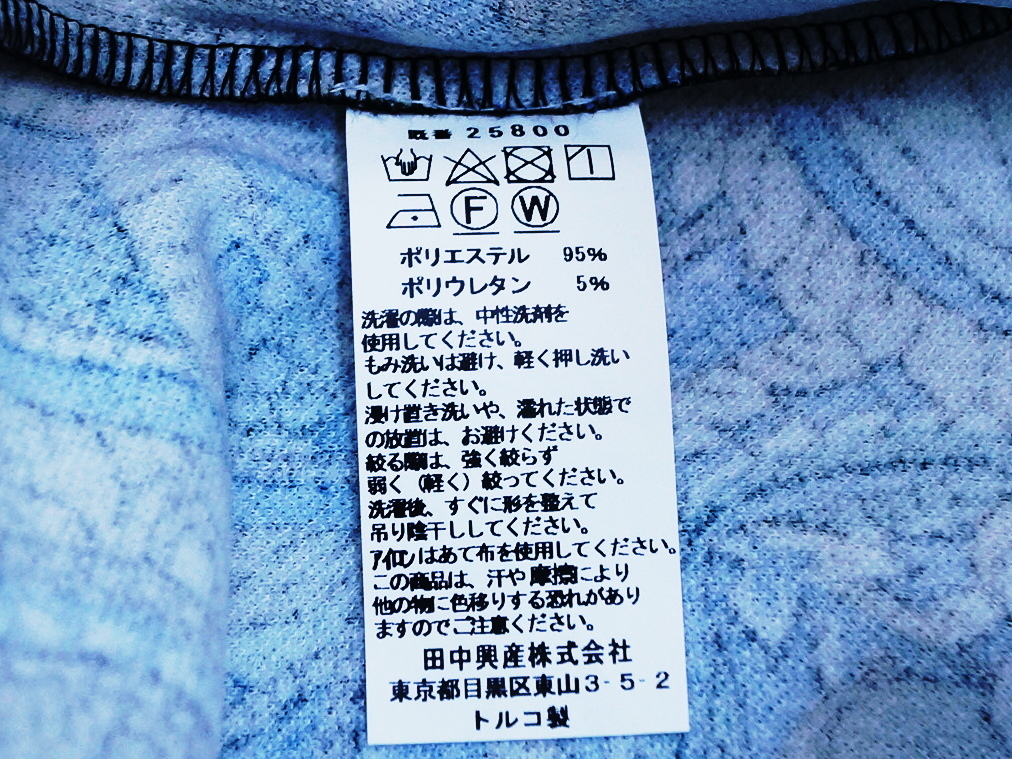 既番 25800
F W
ポリエステル 95%
ポリウレタン 5%
洗濯の際は、中性洗剤を
使用してください。
もみ洗いは避け、軽く押し洗い
してください。
浸け置き洗いや、濡れた状態で
の放置は、お避けください。
絞る際は、強く絞らず
弱く（軽く）絞ってください。
洗濯後、すぐに形を整えて
吊り陰干ししてください。
アイロンはあて布を使用してください。
この商品は、汗や摩擦により
他の物に色移りする恐れがあり
ますのでご注意ください。
田中興産株式会社
東京都目黒区東山3-5-2
トルコ製